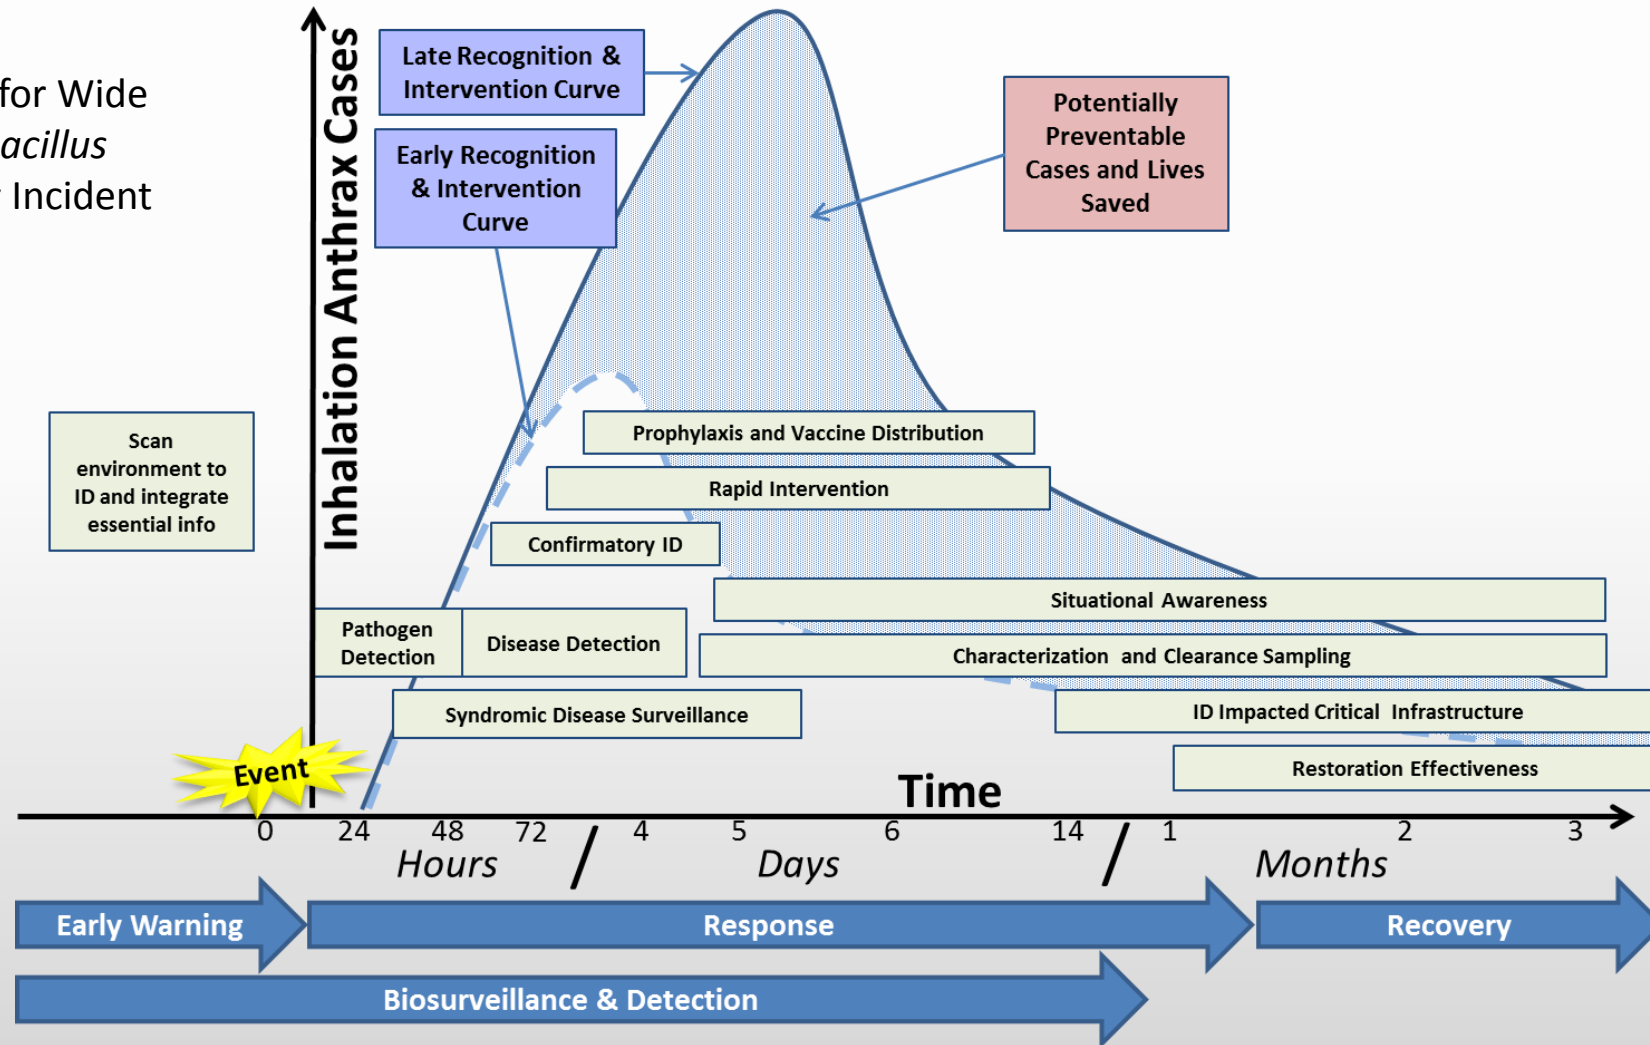 for Wide
acillus
Incident
Inhalation Anthrax Cases
Late Recognition &
Intervention Curve
Early Recognition
& Intervention
Curve
Potentially
Preventable
Cases and Lives
Saved
Scan
environment to
ID and integrate
essential info
Prophylaxis and Vaccine Distribution
Rapid Intervention
Confirmatory ID
Situational Awareness
Pathogen
Detection
Disease Detection
Characterization and Clearance Sampling
Syndromic Disease Surveillance
ID Impacted Critical Infrastructure
Restoration Effectiveness
Event
Time
0 24 48 72 / 4 5 6 14 / 1 2 3
Hours Days Months
Early Warning
Response
Recovery
Biosurveillance & Detection